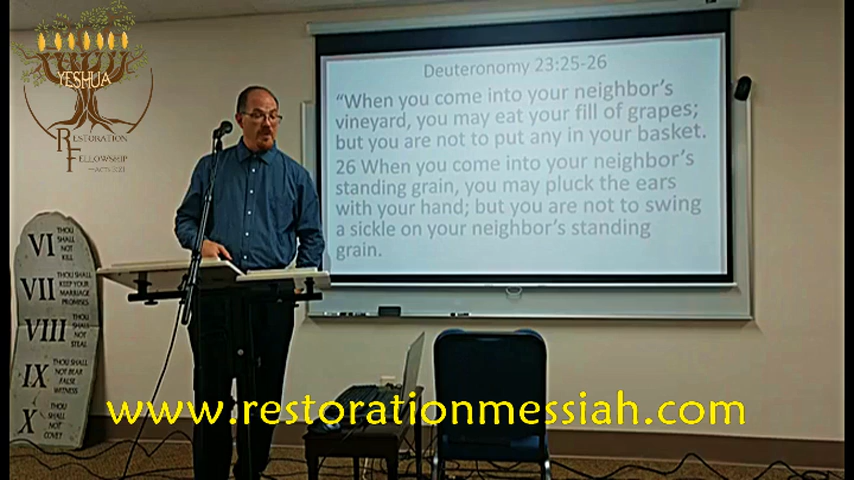 YESHUA
RESTORATION
FELLOWSHIP
Deuteronomy 23:25-26
"When you come into your neighbor's
vineyard, you may eat your fill of grapes;
but you are not to put any in your basket.
26 When you come into your neighbor's
standing grain, you may pluck the ears
with your hand; but you are not to swing
a sickle on your neighbor's standing
grain.
VI THOU
SHALL
NOT
KILL
VII THOU SHALL
KEEP YOUR
MARRIAGE
PROMISES
VIII THOU
SHALL
NOT
STEAL
IX THOU SHALL
NOT BEAR
FALSE
WITNESS
X THOU
SHALL
NOT
COVET
www.restorationmessiah.com